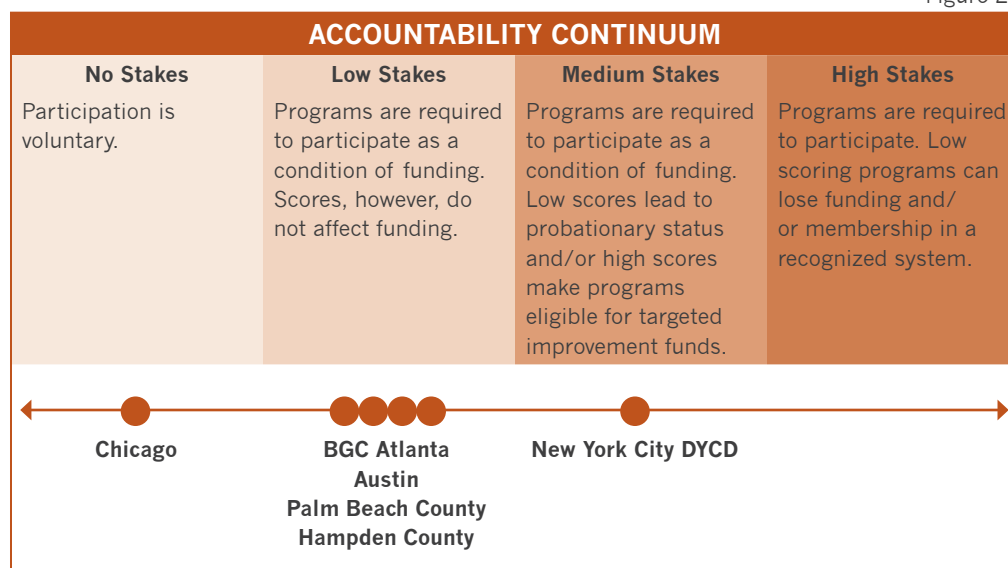 Figure 2
ACCOUNTABILITY CONTINUUM
No Stakes
Participation is
voluntary.
Low Stakes
Programs are required
to participate as a
condition of funding.
Scores, however, do
not affect funding.
Medium Stakes
Programs are required
to participate as a
condition of funding.
Low scores lead to
probationary status
and/or high scores
make programs
eligible for targeted
improvement funds.
High Stakes
Programs are required
to participate. Low
scoring programs can
lose funding and/
or membership in a
recognized system.
Chicago
BGC Atlanta
Austin
Palm Beach County
Hampden County
New York City DYCD